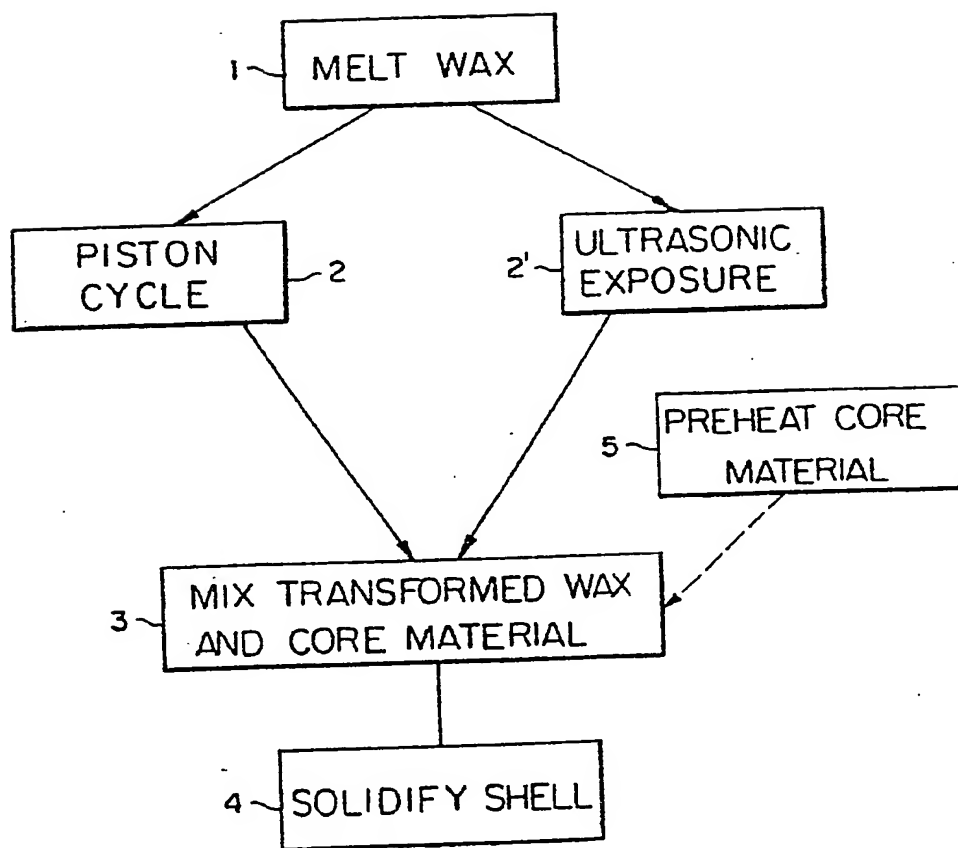 1
MELT WAX
PISTON
CYCLE
2
2'
ULTRASONIC
EXPOSURE
5
PREHEAT CORE
MATERIAL
3
MIX TRANSFORMED WAX
AND CORE MATERIAL
4
SOLIDIFY SHELL